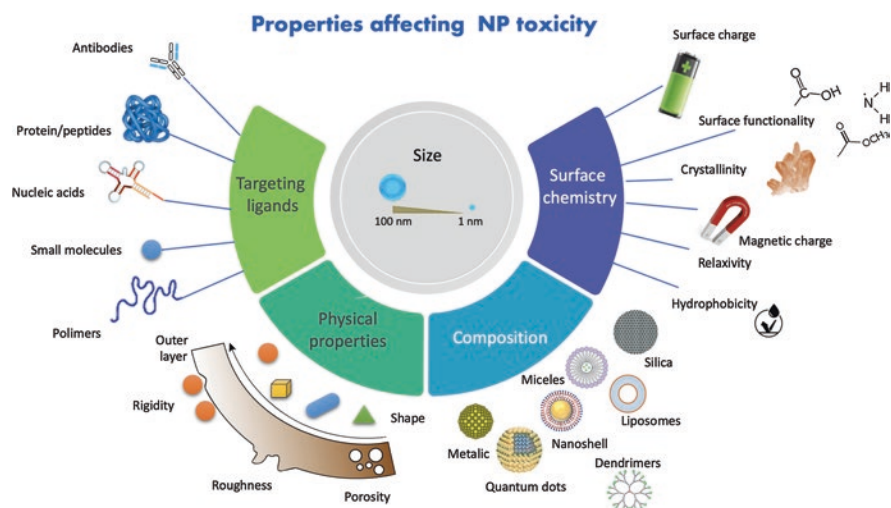 Properties affecting NP toxicity
Antibodies
Protein/peptides
Nucleic acids
Small molecules
Polimers
Targeting
ligands
Size
100 nm
1 nm
Surface
chemistry
Surface charge
Surface functionality
Crystallinity
Magnetic charge
Relaxivity
Hydrophobicity
O
C
OH
N
H
H
O
Physical
properties
Composition
Outer
layer
Rigidity
Roughness
Porosity
Shape
Miceles
Silica
Liposomes
Nanoshell
Metalic
Quantum dots
Dendrimers